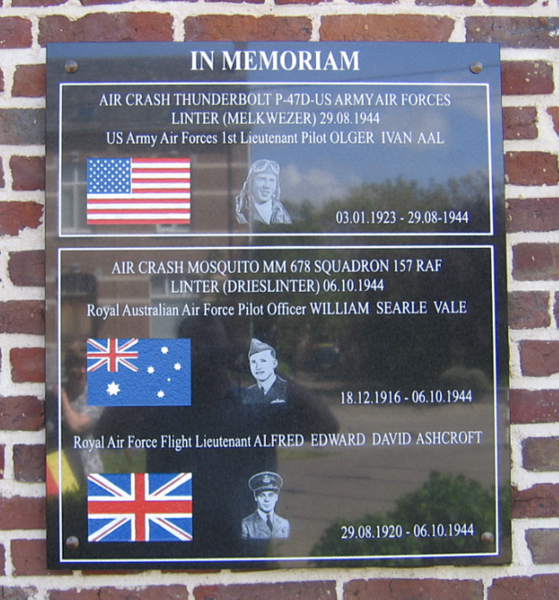 IN MEMORIAM
AIR CRASH THUNDERBOLT P-47D-US ARMY AIR FORCES
LINTER (MELKWEZER) 29.08.1944
US Army Air Forces 1st Lieutenant Pilot OLGER IVAN AAL
03.01.1923 - 29.08-1944
AIR CRASH MOSQUITO MM 678 SQUADRON 157 RAF
LINTER (DRIESLINTER) 06.10.1944
Royal Australian Air Force Pilot Officer WILLIAM SEARLE VALE
18.12.1916 - 06.10.1944
Royal Air Force Flight Lieutenant ALFRED EDWARD DAVID ASHCROFT
29.08.1920 - 06.10.1944